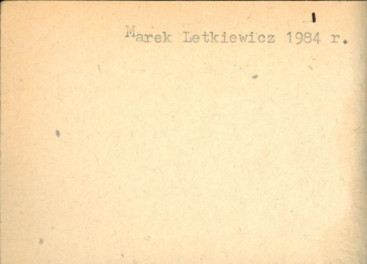 Marek Letkiewicz 1984 r.